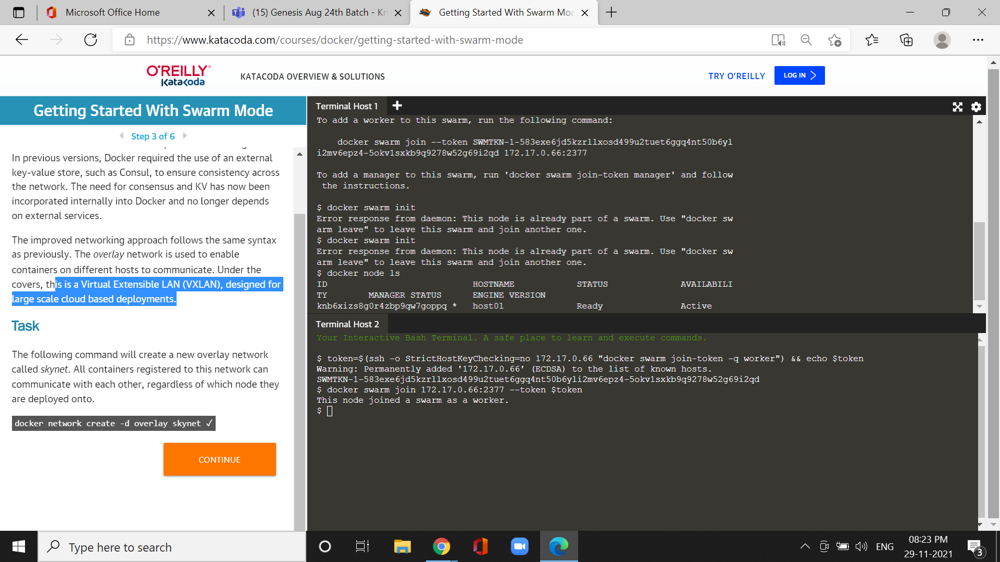 Microsoft Office Home
(15) Genesis Aug 24th Batch - Kn
Getting Started With Swarm Mod
https://www.katacoda.com/courses/docker/getting-started-with-swarm-mode
O'REILLY®
Katacoda
KATACODA OVERVIEW & SOLUTIONS
TRY O'REILLY
LOG IN
Getting Started With Swarm Mode
Step 3 of 6
In previous versions, Docker required the use of an external
key-value store, such as Consul, to ensure consistency across
the network. The need for consensus and KV has now been
incorporated internally into Docker and no longer depends
on external services.
The improved networking approach follows the same syntax
as previously. The overlay network is used to enable
containers on different hosts to communicate. Under the
covers, this is a Virtual Extensible LAN (VXLAN), designed for
large scale cloud based deployments.
Task
The following command will create a new overlay network
called skynet. All containers registered to this network can
communicate with each other, regardless of which node they
are deployed onto.
docker network create -d overlay skynet ✓
CONTINUE
Terminal Host 1
To add a worker to this swarm, run the following command:
docker swarm join --token SWMTKN-1-583exe6jd5kzrllxosd499u2tuet6ggq4nt50b6yl
i2mv6epz4-5okv1sxkb9q9278w52g69i2qd 172.17.0.66:2377
To add a manager to this swarm, run 'docker swarm join-token manager' and follow
the instructions.
$ docker swarm init
Error response from daemon: This node is already part of a swarm. Use "docker sw
arm leave" to leave this swarm and join another one.
$ docker swarm init
Error response from daemon: This node is already part of a swarm. Use "docker sw
arm leave" to leave this swarm and join another one.
$ docker node ls
ID HOSTNAME STATUS AVAILABILI
TY MANAGER STATUS ENGINE VERSION
knb6xizs8g0r4zbp9qw7goppq * host01 Ready Active
Terminal Host 2
Your Interactive Bash Terminal. A safe place to learn and execute commands.
$ token=$(ssh -o StrictHostKeyChecking=no 172.17.0.66 "docker swarm join-token -q worker") && echo $token
Warning: Permanently added '172.17.0.66' (ECDSA) to the list of known hosts.
SWMTKN-1-583exe6jd5kzrllxosd499u2tuet6ggq4nt50b6yli2mv6epz4-5okv1sxkb9q9278w52g69i2qd
$ docker swarm join 172.17.0.66:2377 --token $token
This node joined a swarm as a worker.
$
Type here to search
ENG
08:23 PM
29-11-2021
3